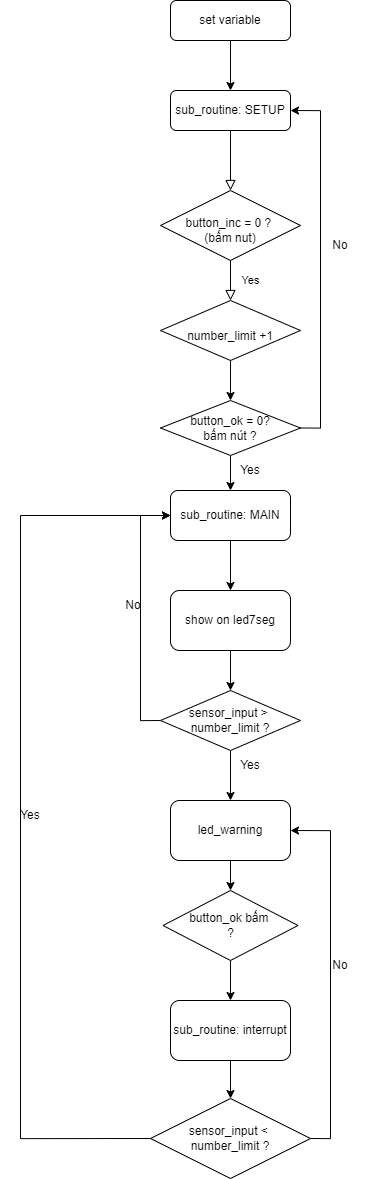 set variable
sub_routine: SETUP
button_inc = 0 ?
(bấm nut)
No
Yes
number_limit +1
button_ok = 0?
bấm nút ?
Yes
sub_routine: MAIN
No
show on led7seg
sensor_input >
number_limit ?
Yes
Yes
led_warning
button_ok bấm
?
No
sub_routine: interrupt
sensor_input <
number_limit ?